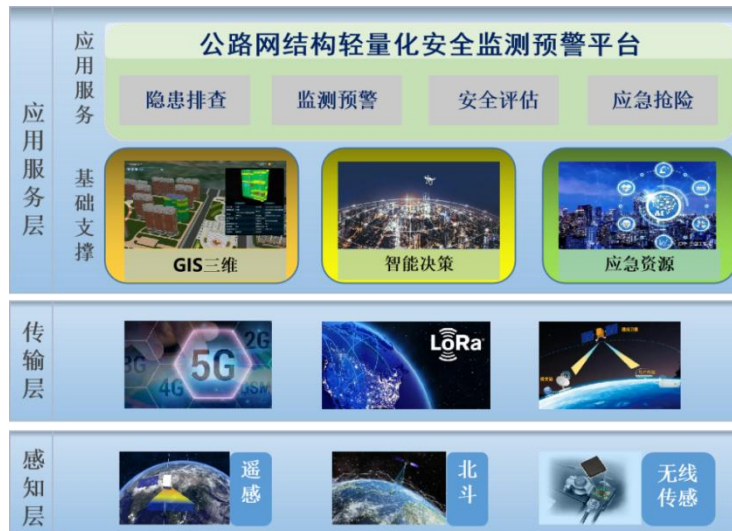 应用服务层
应用服务
公路网结构轻量化安全监测预警平台
隐患排查
监测预警
安全评估
应急抢险
基础支撑
GIS三维
智能决策
AI
应急资源
传输层
3G
4G
5G
2G
GSM
LoRa
感知层
遥感
北斗
无线
传感